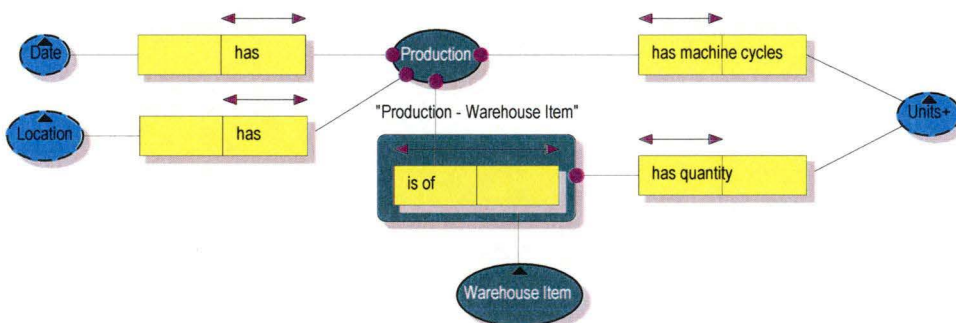 Date
has
Production
has machine cycles
"Production - Warehouse Item"
Location
has
Units+
is of
has quantity
Warehouse Item